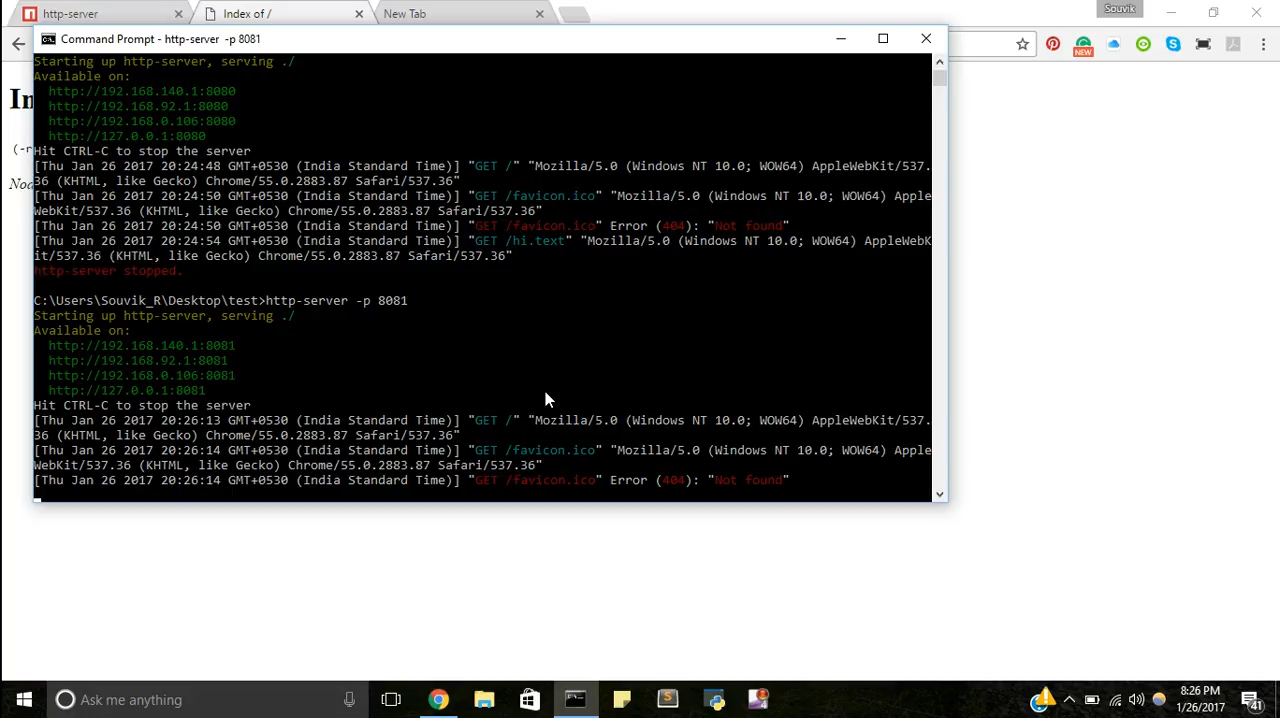 http-server
Index of /
New Tab
Souvik
Command Prompt - http-server -p 8081
NEW
Starting up http-server, serving ./
Available on:
http://192.168.140.1:8080
http://192.168.92.1:8080
http://192.168.0.106:8080
http://127.0.0.1:8080
Hit CTRL-C to stop the server
[Thu Jan 26 2017 20:24:48 GMT+0530 (India Standard Time)] "GET /" "Mozilla/5.0 (Windows NT 10.0; WOW64) AppleWebKit/537.
36 (KHTML, like Gecko) Chrome/55.0.2883.87 Safari/537.36"
[Thu Jan 26 2017 20:24:50 GMT+0530 (India Standard Time)] "GET /favicon.ico" "Mozilla/5.0 (Windows NT 10.0; WOW64) Apple
WebKit/537.36 (KHTML, like Gecko) Chrome/55.0.2883.87 Safari/537.36"
[Thu Jan 26 2017 20:24:50 GMT+0530 (India Standard Time)] "GET /favicon.ico" Error (404): "Not found"
[Thu Jan 26 2017 20:24:54 GMT+0530 (India Standard Time)] "GET /hi.text" "Mozilla/5.0 (Windows NT 10.0; WOW64) AppleWebK
it/537.36 (KHTML, like Gecko) Chrome/55.0.2883.87 Safari/537.36"
http-server stopped.
C:\Users\Souvik_R\Desktop\test>http-server -p 8081
Starting up http-server, serving ./
Available on:
http://192.168.140.1:8081
http://192.168.92.1:8081
http://192.168.0.106:8081
http://127.0.0.1:8081
Hit CTRL-C to stop the server
[Thu Jan 26 2017 20:26:13 GMT+0530 (India Standard Time)] "GET /" "Mozilla/5.0 (Windows NT 10.0; WOW64) AppleWebKit/537.
36 (KHTML, like Gecko) Chrome/55.0.2883.87 Safari/537.36"
[Thu Jan 26 2017 20:26:14 GMT+0530 (India Standard Time)] "GET /favicon.ico" "Mozilla/5.0 (Windows NT 10.0; WOW64) Apple
WebKit/537.36 (KHTML, like Gecko) Chrome/55.0.2883.87 Safari/537.36"
[Thu Jan 26 2017 20:26:14 GMT+0530 (India Standard Time)] "GET /favicon.ico" Error (404): "Not found"
Ask me anything
8:26 PM
1/26/2017
41